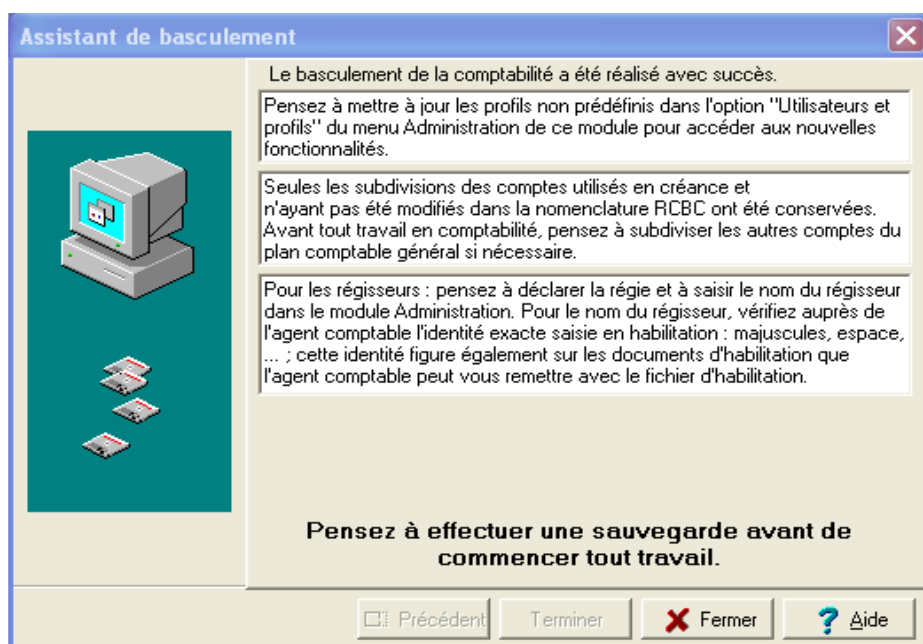 Assistant de basculement
Le basculement de la comptabilité a été réalisé avec succès.
Pensez à mettre à jour les profils non prédéfinis dans l'option "Utilisateurs et
profils" du menu Administration de ce module pour accéder aux nouvelles
fonctionnalités.
Seules les subdivisions des comptes utilisés en créance et
n'ayant pas été modifiés dans la nomenclature RCBC ont été conservées.
Avant tout travail en comptabilité, pensez à subdiviser les autres comptes du
plan comptable général si nécessaire.
Pour les régisseurs : pensez à déclarer la régie et à saisir le nom du régisseur
dans le module Administration. Pour le nom du régisseur, vérifiez auprès de
l'agent comptable l'identité exacte saisie en habilitation : majuscules, espace,
... ; cette identité figure également sur les documents d'habilitation que
l'agent comptable peut vous remettre avec le fichier d'habilitation.
Pensez à effectuer une sauvegarde avant de
commencer tout travail.
Précédent Terminer Fermer Aide